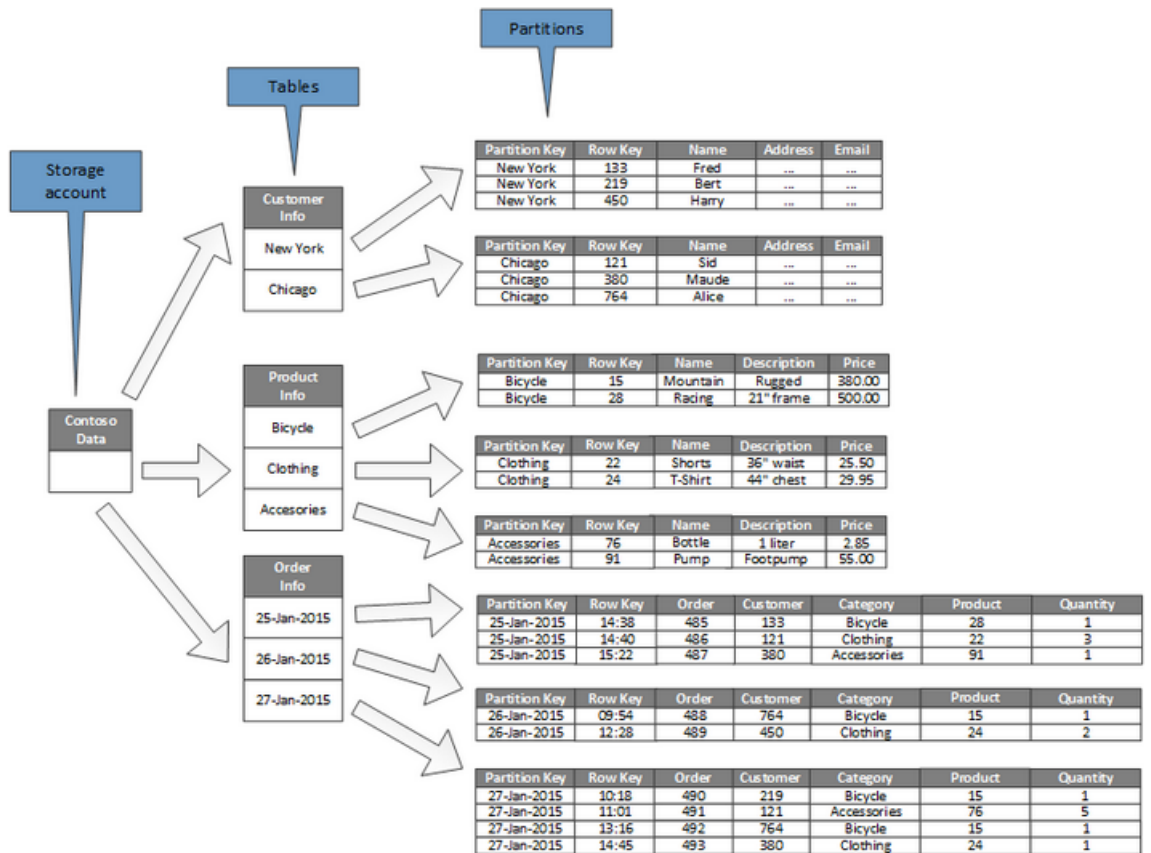 Partitions
Tables
Storage
account
Customer
Info
New York
Chicago
Product
Info
Bicycle
Clothing
Accesories
Order
Info
25-Jan-2015
26-Jan-2015
27-Jan-2015
Contoso
Data
Partition Key Row Key Name Address Email
New York 133 Fred ... ...
New York 219 Bert ... ...
New York 450 Harry ... ...
Partition Key Row Key Name Address Email
Chicago 121 Sid ... ...
Chicago 380 Maude ... ...
Chicago 764 Alice ... ...
Partition Key Row Key Name Description Price
Bicycle 15 Mountain Rugged 380.00
Bicycle 28 Racing 21" frame 500.00
Partition Key Row Key Name Description Price
Clothing 22 Shorts 36" waist 25.50
Clothing 24 T-Shirt 44" chest 29.95
Partition Key Row Key Name Description Price
Accessories 76 Bottle 1 liter 2.85
Accessories 91 Pump Footpump 55.00
Partition Key Row Key Order Customer Category Product Quantity
25-Jan-2015 14:38 485 133 Bicycle 28 1
25-Jan-2015 14:40 486 121 Clothing 22 3
25-Jan-2015 15:22 487 380 Accessories 91 1
Partition Key Row Key Order Customer Category Product Quantity
26-Jan-2015 09:54 488 764 Bicycle 15 1
26-Jan-2015 12:28 489 450 Clothing 24 2
Partition Key Row Key Order Customer Category Product Quantity
27-Jan-2015 10:18 490 219 Bicycle 15 1
27-Jan-2015 11:01 491 121 Accessories 76 5
27-Jan-2015 13:16 492 764 Bicycle 15 1
27-Jan-2015 14:45 493 380 Clothing 24 1